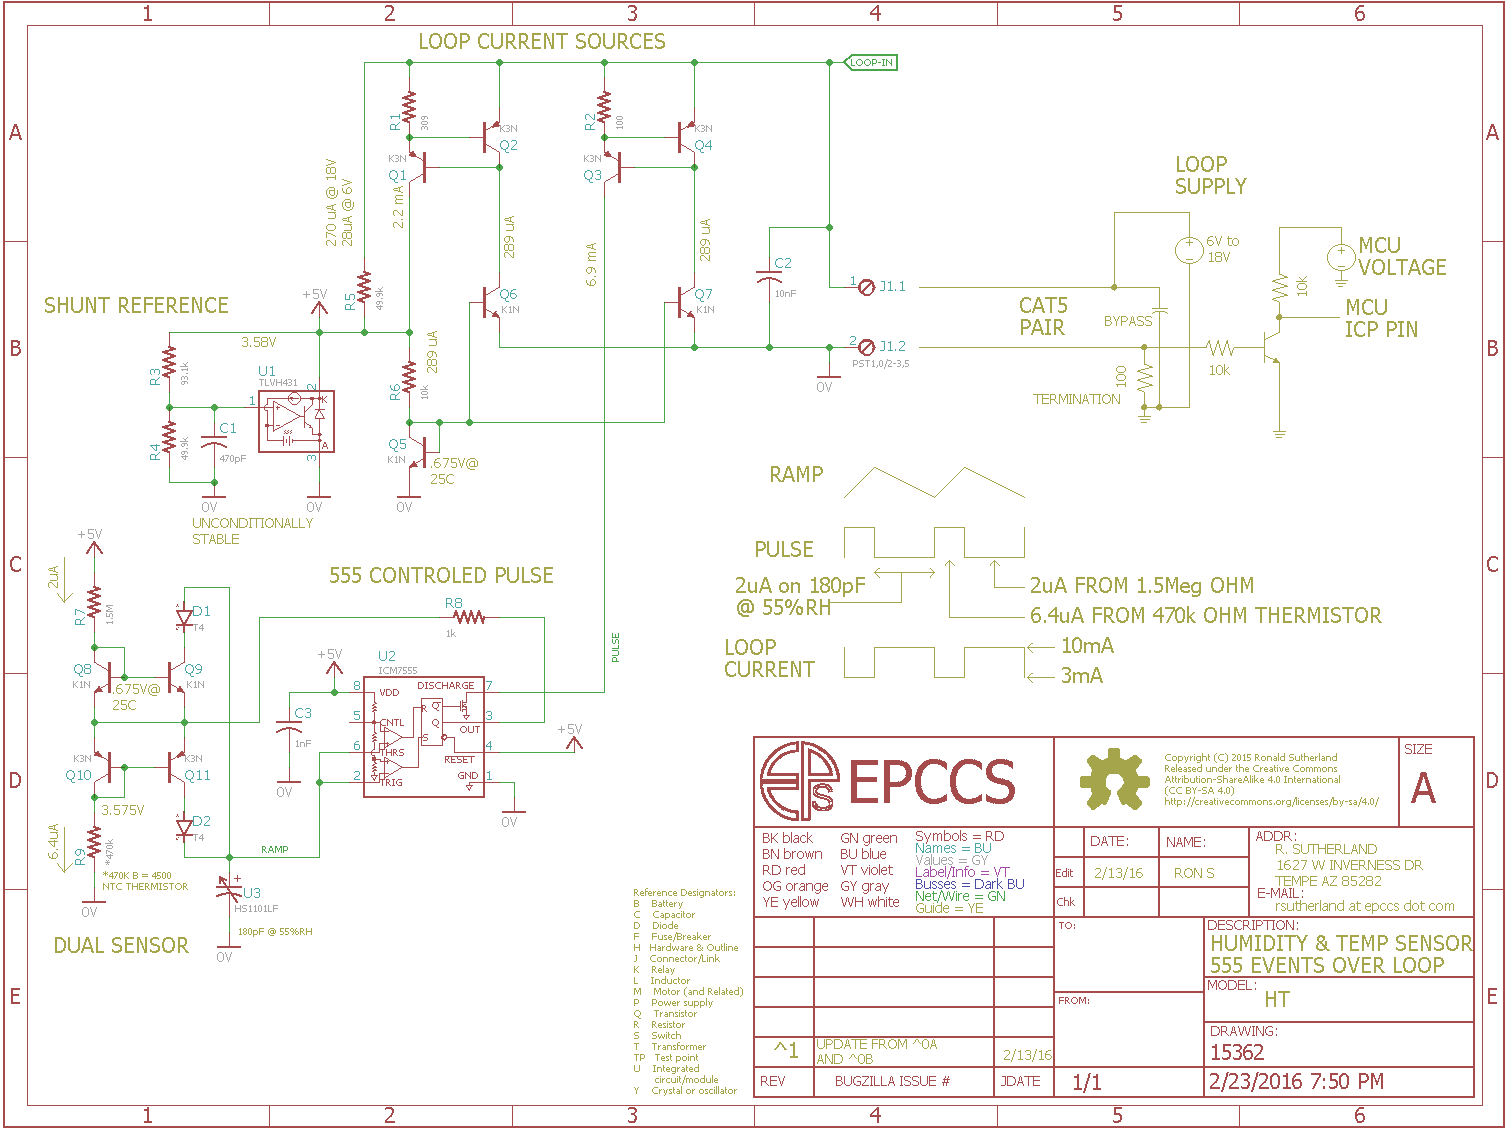 1 2 3 4 5 6
A
B
C
D
E
LOOP CURRENT SOURCES
LOOP-IN
R1
309
K3N
Q2
K3N
Q1
2.2 mA
R2
100
K3N
Q4
K3N
Q3
270 uA @ 18V
28uA @ 6V
289 uA
6.9 mA
289 uA
R5
49.9k
Q6
K1N
Q7
K1N
C2
10nF
1
J1.1
2
J1.2
PST1,0/2-3,5
0V
LOOP
SUPPLY
6V to
18V
MCU
VOLTAGE
10k
MCU
ICP PIN
CAT5
PAIR
BYPASS
100
10k
TERMINATION
SHUNT REFERENCE
+5V
3.58V
R3
93.1k
U1
TLVH431
1
2
K
A
3
R4
49.9k
C1
470pF
0V
0V
UNCONDITIONALLY
STABLE
289 uA
R6
10k
Q5
K1N
.675V@
25C
0V
RAMP
PULSE
2uA on 180pF
@ 55%RH
2uA FROM 1.5Meg OHM
6.4uA FROM 470k OHM THERMISTOR
LOOP
CURRENT
10mA
3mA
+5V
2uA
R7
1.5M
D1
T4
Q8
K1N
Q9
K1N
.675V@
25C
K3N
Q10
K3N
Q11
3.575V
6.4uA
R9
*470k
D2
T4
*470K B = 4500
NTC THERMISTOR
0V
RAMP
U3
+
HS1101LF
180pF @ 55%RH
0V
DUAL SENSOR
555 CONTROLED PULSE
R8
1k
PULSE
+5V
U2
ICM7555
8
VDD
DISCHARGE
7
5
CNTL
R
Q
Q
3
OUT
6
THRS
S
4
RESET
2
TRIG
GND
1
C3
1nF
0V
+5V
0V
Reference Designators:
B Battery
C Capacitor
D Diode
F Fuse/Breaker
H Hardware & Outline
J Connector/Link
K Relay
L Inductor
M Motor (and Related)
P Power supply
Q Transistor
R Resistor
S Switch
T Transformer
TP Test point
U Integrated
circuit/module
Y Crystal or oscillator
EPCCS
Copyright (C) 2015 Ronald Sutherland
Released under the Creative Commons
Attribution-ShareAlike 4.0 International
(CC BY-SA 4.0)
http://creativecommons.org/licenses/by-sa/4.0/
SIZE
A
BK black GN green Symbols = RD
BN brown BU blue Names = BU
RD red VT violet Values = GY
OG orange GY gray Label/Info = VT
YE yellow WH white Busses = Dark BU
Net/Wire = GN
Guide = YE
DATE: NAME:
Edit 2/13/16 RON S
Chk
ADDR:
R. SUTHERLAND
1627 W INVERNESS DR
TEMPE AZ 85282
E-MAIL:
rsutherland at epccs dot com
TO:
FROM:
DESCRIPTION:
HUMIDITY & TEMP SENSOR
555 EVENTS OVER LOOP
MODEL:
HT
DRAWING:
15362
^1 UPDATE FROM ^0A
AND ^0B
2/13/16
REV BUGZILLA ISSUE # JDATE
1/1
2/23/2016 7:50 PM
A
B
C
D
E
1 2 3 4 5 6